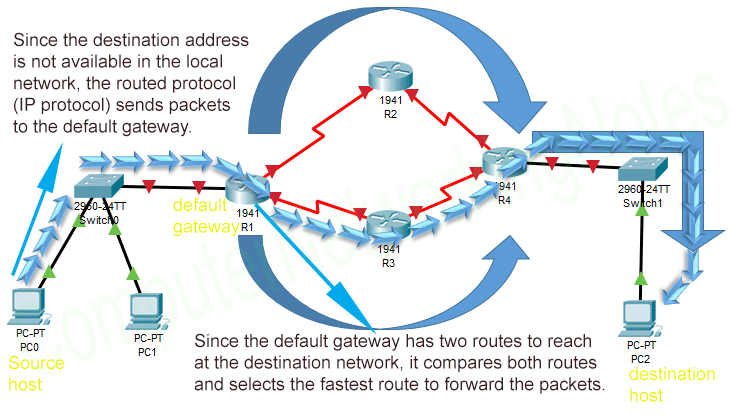 Since the destination address
is not available in the local
network, the routed protocol
(IP protocol) sends packets
to the default gateway.
1941
R2
2960-24TT
Switch0
default
gateway
1941
R1
1941
R4
2960-24TT
Switch1
1941
R3
PC-PT
PC0
Source
host
PC-PT
PC1
Since the default gateway has two routes to reach
at the destination network, it compares both routes
and selects the fastest route to forward the packets.
PC-PT
PC2
destination
host